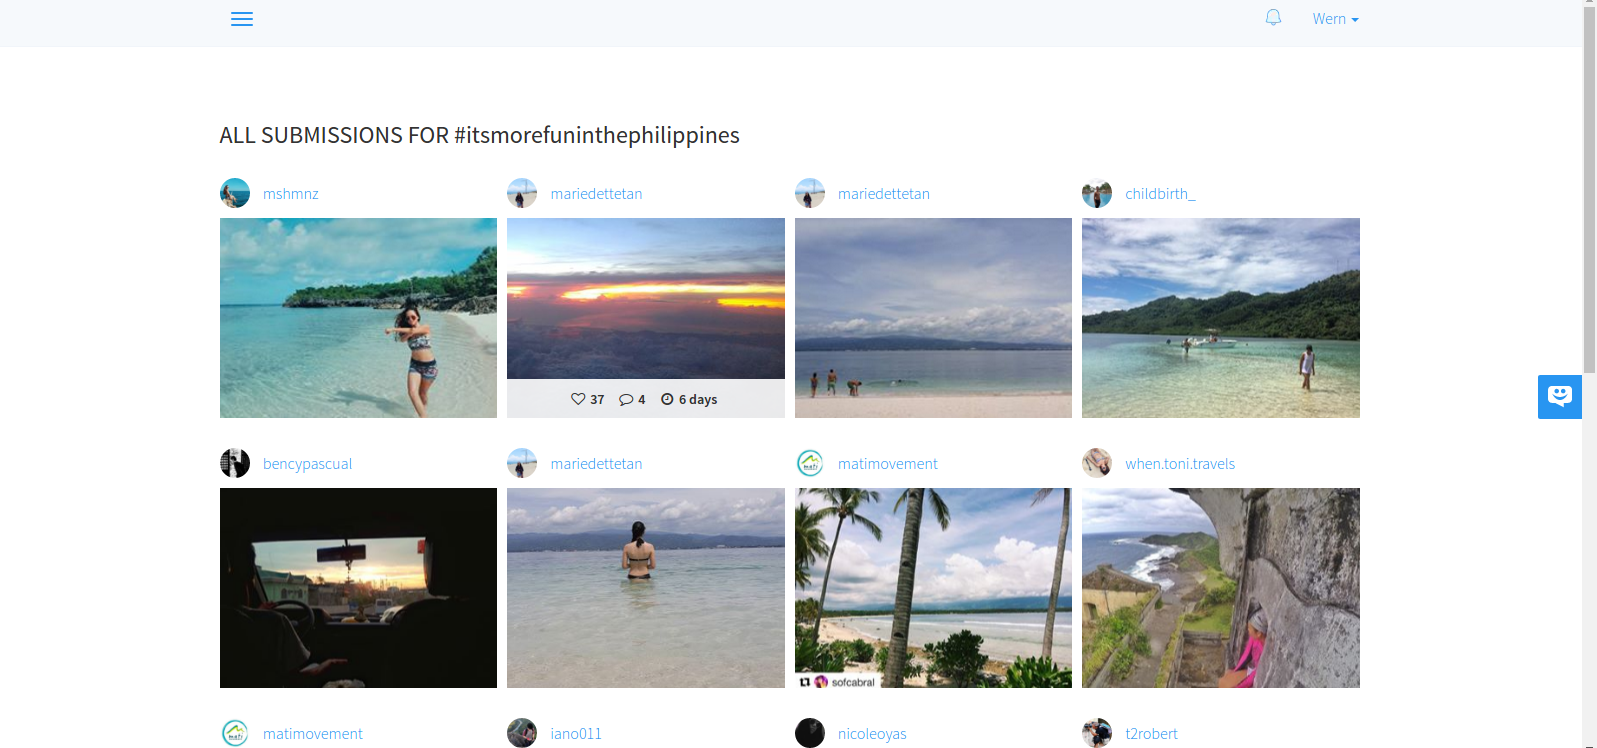 Wern
ALL SUBMISSIONS FOR #itsmorefuninthephilippines
mshmnz
mariedettetan
mariedettetan
childbirth_
37 4 6 days
bencypascual
mariedettetan
matimovement
when.toni.travels
sofcabral
matimovement
iano011
nicoleoyas
t2robert